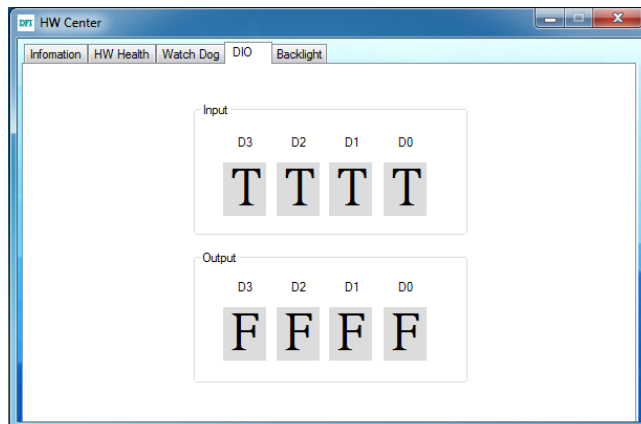 DFI HW Center
Infomation HW Health Watch Dog DIO Backlight
Input
D3 D2 D1 D0
T T T T
Output
D3 D2 D1 D0
F F F F